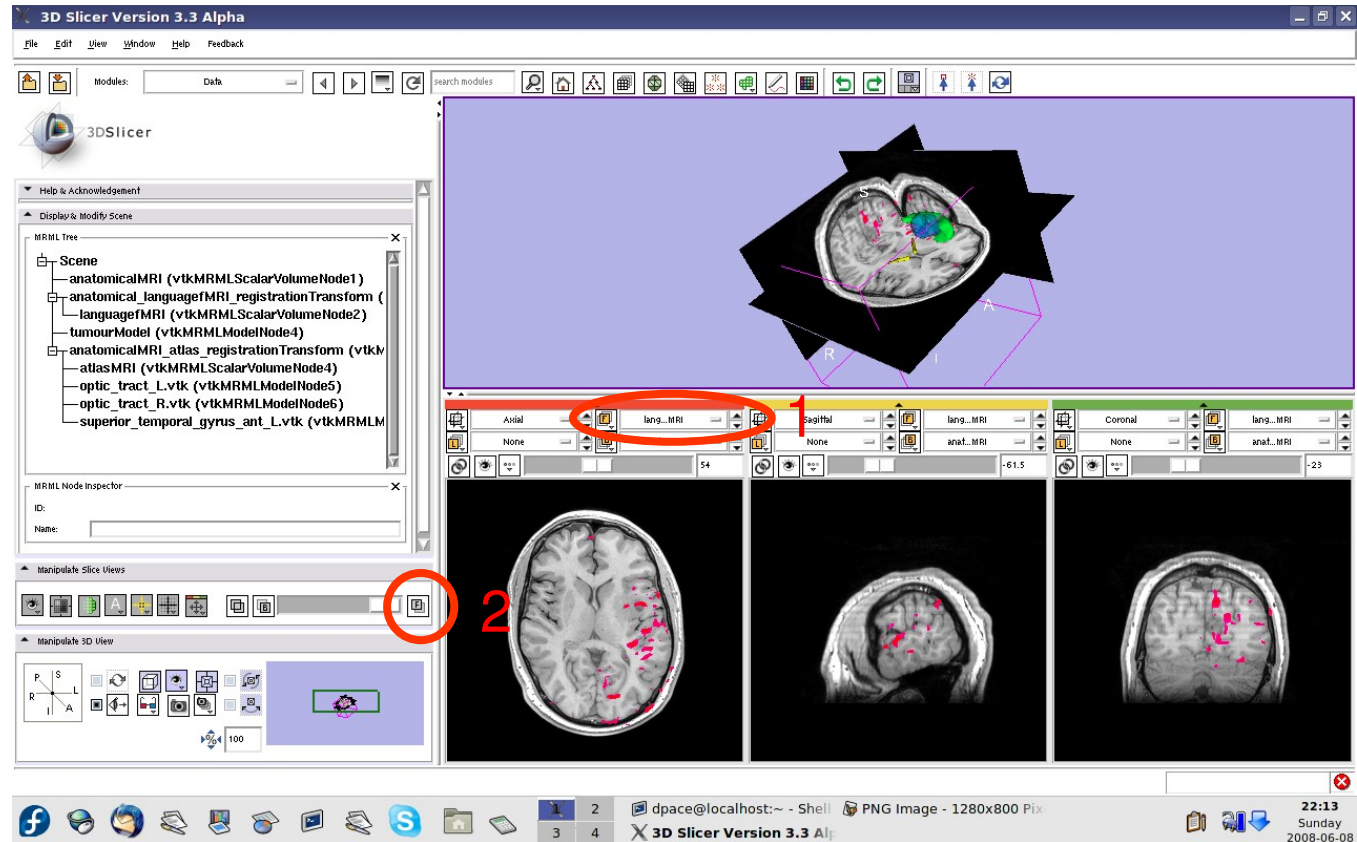 3D Slicer Version 3.3 Alpha
File Edit View Window Help Feedback
Modules: Data search modules
3DSlicer
Help & Acknowledgement
Display & Modify Scene
MRML Tree
Scene
anatomicalMRI (vtkMRMLScalarVolumeNode1)
anatomical_languagefMRI_registrationTransform (
languagefMRI (vtkMRMLScalarVolumeNode2)
tumourModel (vtkMRMLModelNode4)
anatomicalMRI_atlas_registrationTransform (vtkM
atlasMRI (vtkMRMLScalarVolumeNode4)
optic_tract_L.vtk (vtkMRMLModelNode5)
optic_tract_R.vtk (vtkMRMLModelNode6)
superior_temporal_gyrus_ant_L.vtk (vtkMRMLM
MRML Node Inspector
ID:
Name:
Manipulate Slice Views
A B F
2
Manipulate 3D View
P S
R L
I A
100
S
A
R I
1
Axial F lang...MRI Sagittal F lang...MRI Coronal F lang...MRI
L None B L None B anat...MRI L None B anat...MRI
54 -61.5 -23
1 2
3 4
dpace@localhost:~ - Shell PNG Image - 1280x800 Pix
3D Slicer Version 3.3 Alp
22:13
Sunday
2008-06-08